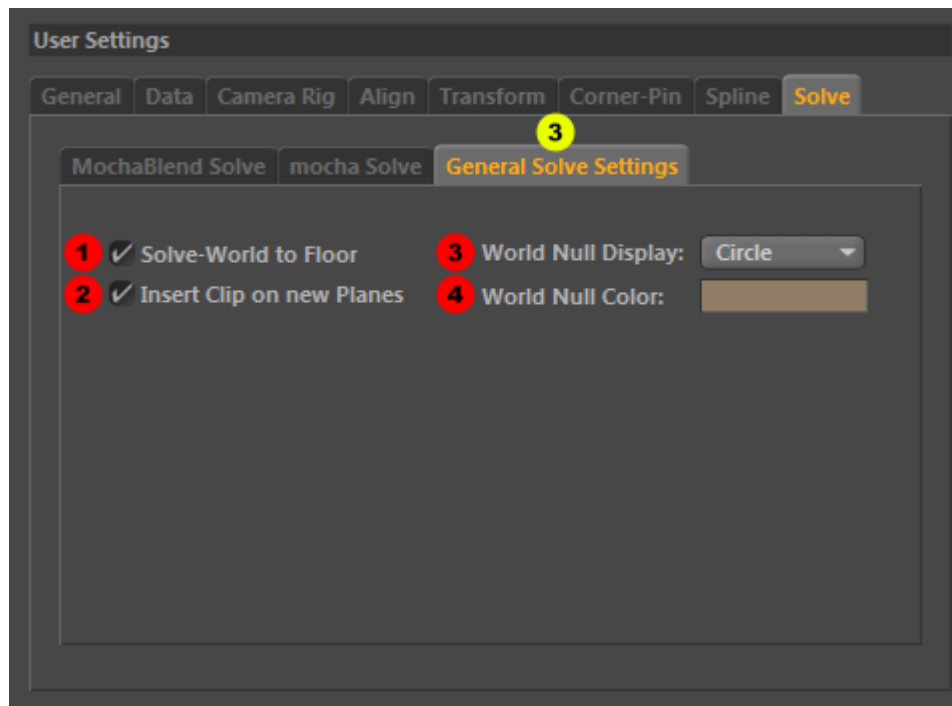 User Settings
General Data Camera Rig Align Transform Corner-Pin Spline Solve
3
MochaBlend Solve mocha Solve General Solve Settings
1 Solve-World to Floor 3 World Null Display: Circle
2 Insert Clip on new Planes 4 World Null Color: